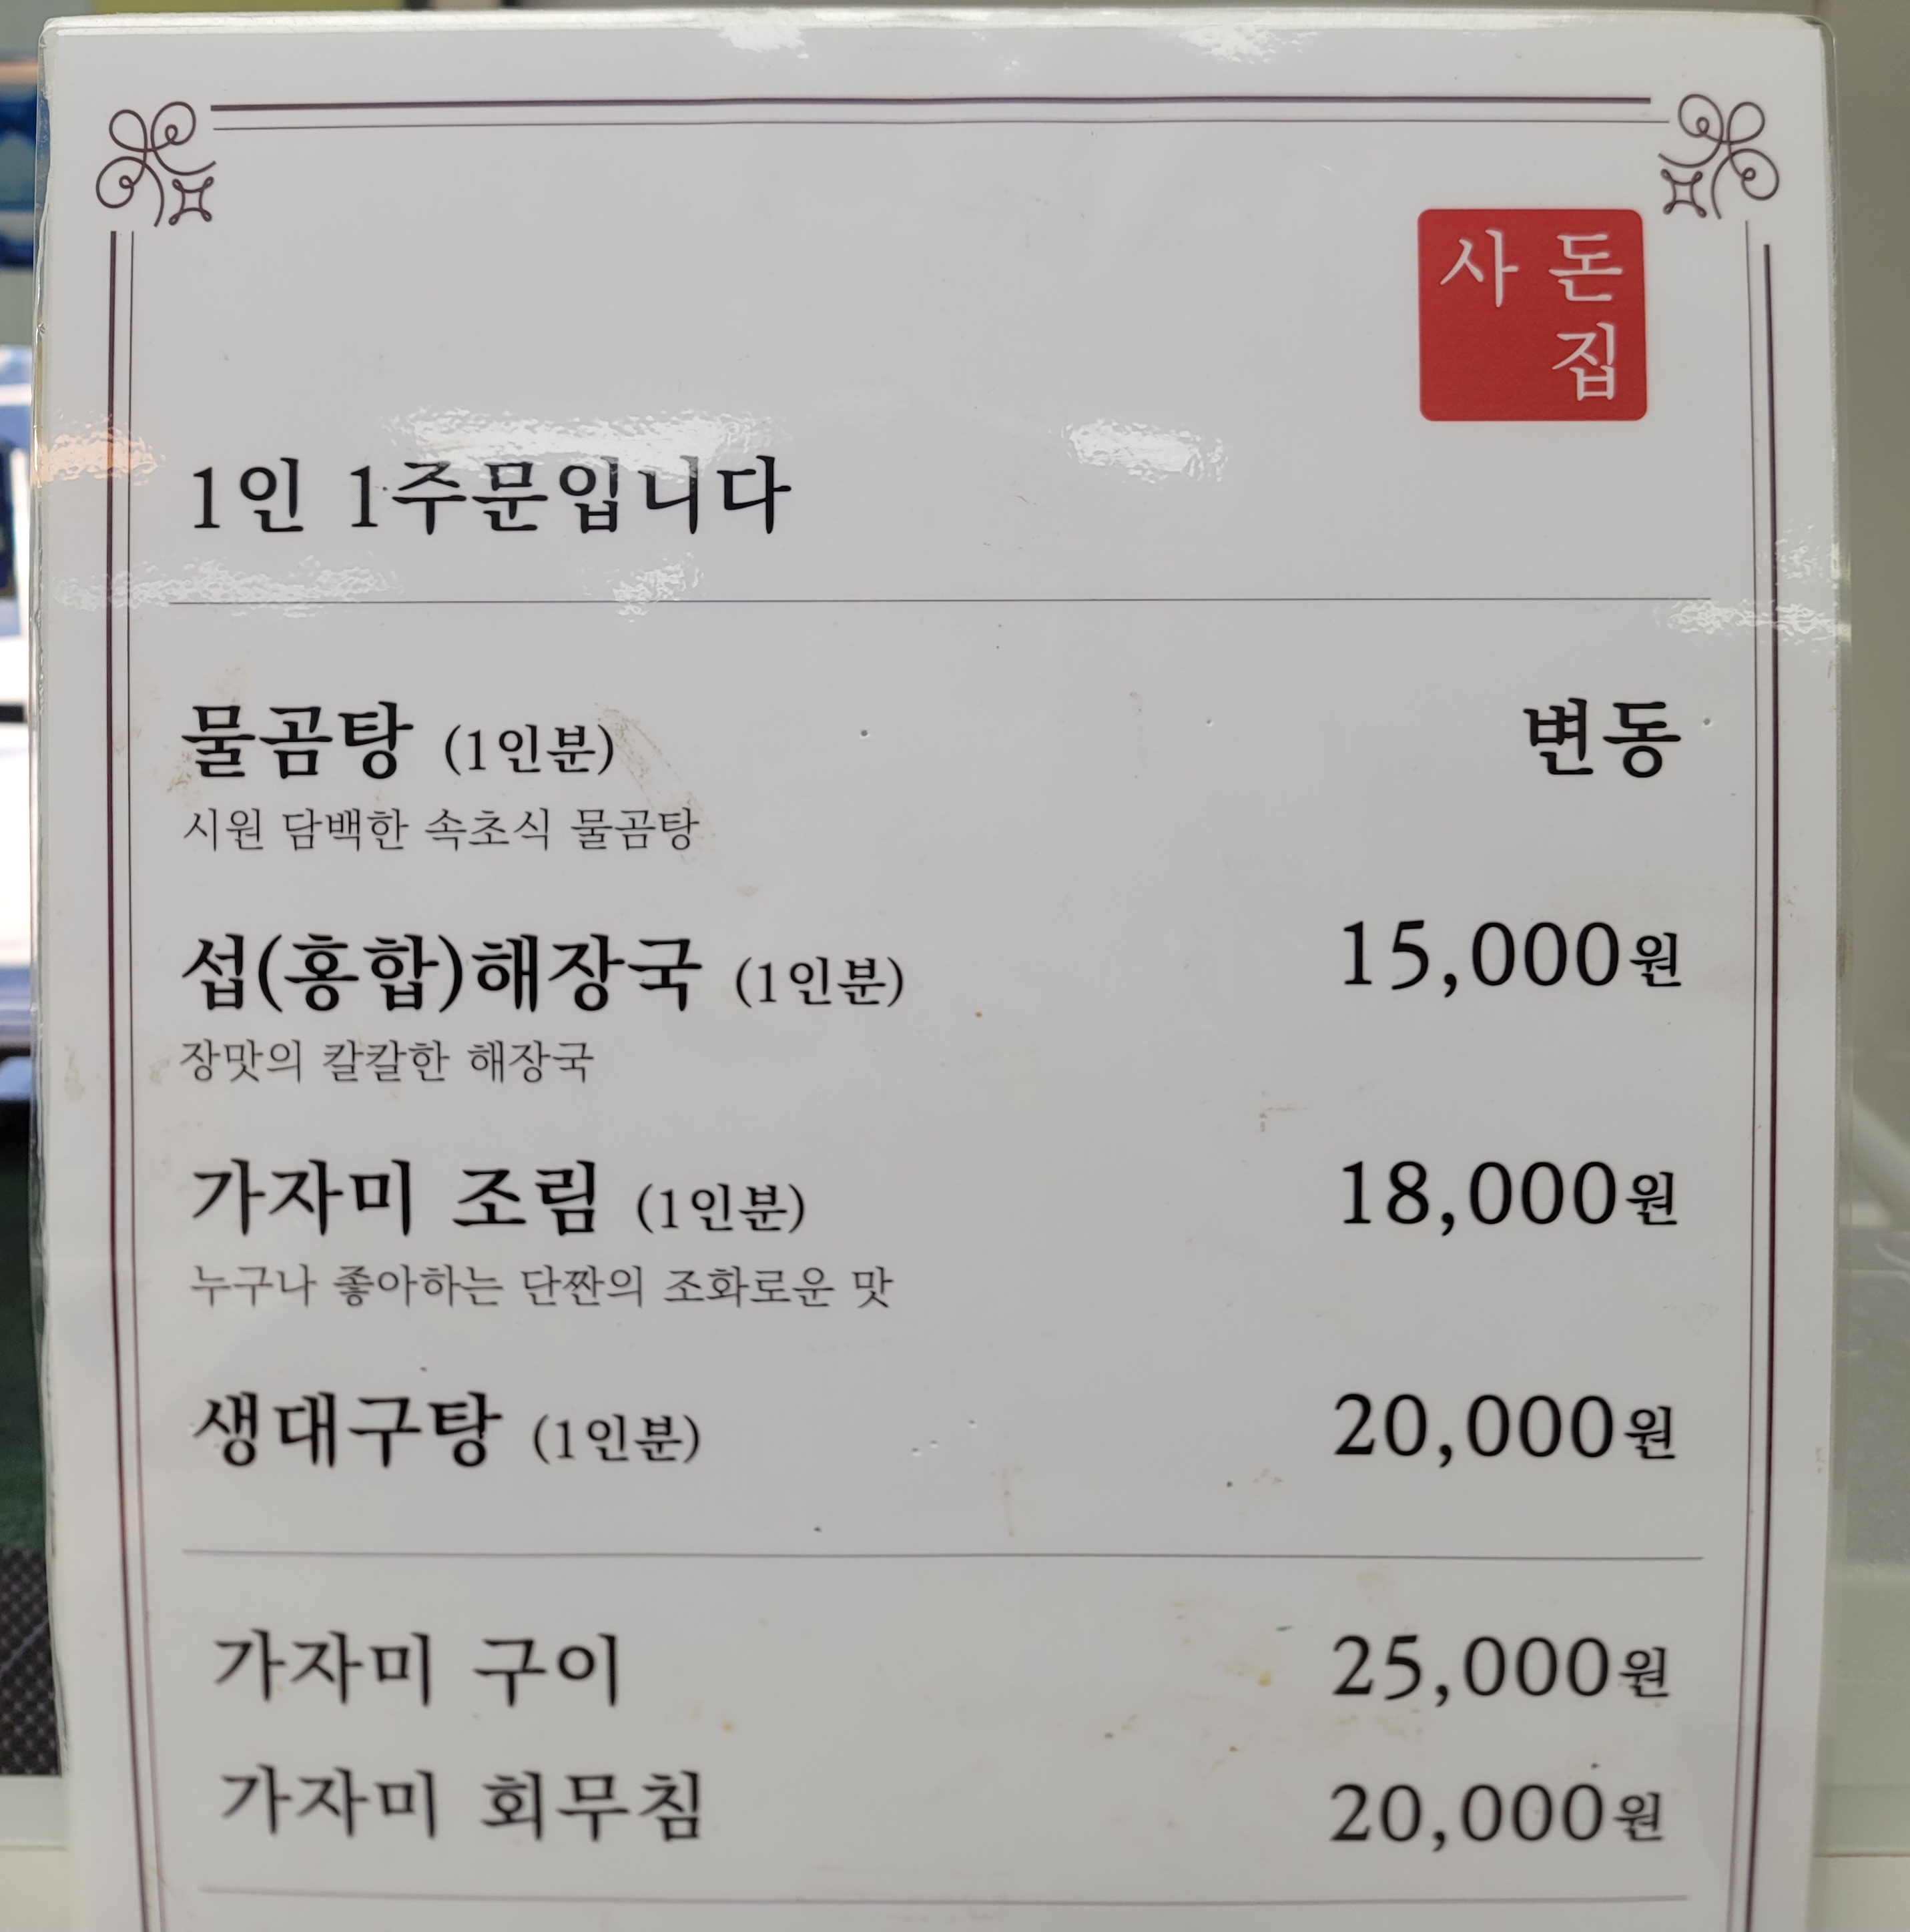 사돈
집
1인 1주문입니다
물곰탕 (1인분) 변동
시원 담백한 속초식 물곰탕
섭(홍합)해장국 (1인분) 15,000원
장맛의 칼칼한 해장국
가자미 조림 (1인분) 18,000원
누구나 좋아하는 단짠의 조화로운 맛
생대구탕 (1인분) 20,000원
가자미 구이 25,000원
가자미 회무침 20,000원